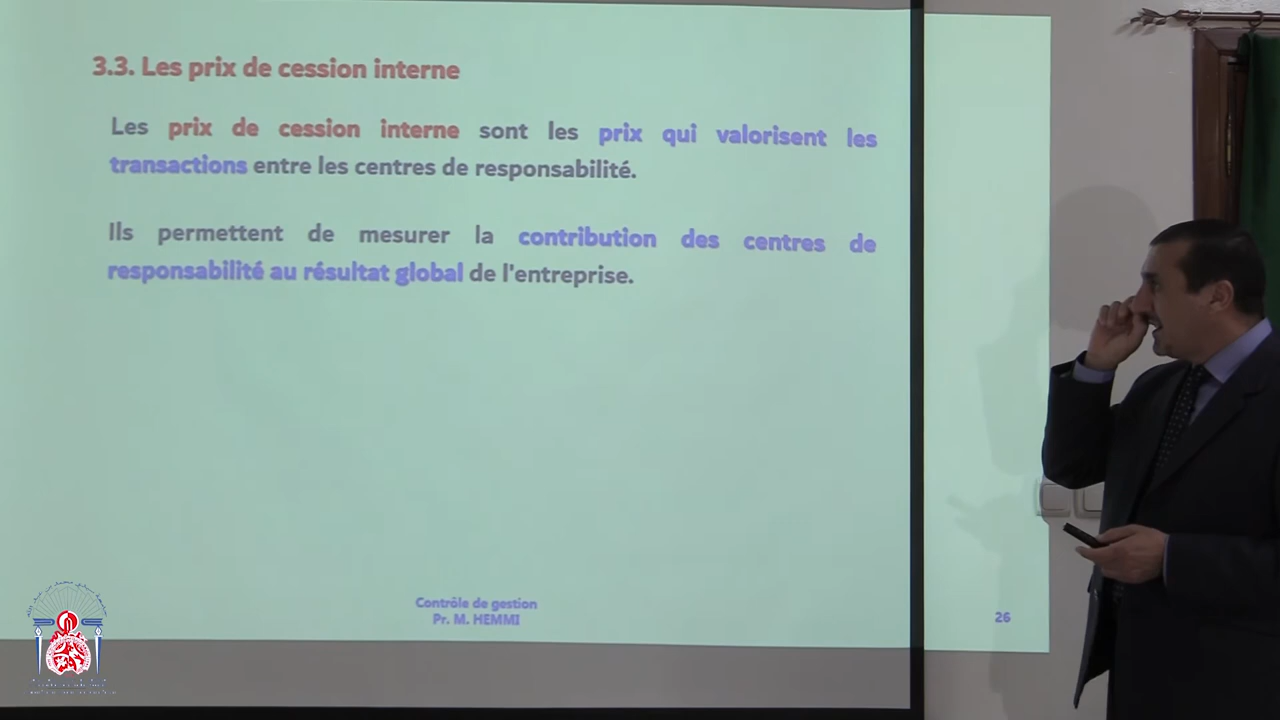 3.3. Les prix de cession interne
Les prix de cession interne sont les prix qui valorisent les
transactions entre les centres de responsabilité.
Ils permettent de mesurer la contribution des centres de
responsabilité au résultat global de l'entreprise.
Contrôle de gestion
Pr. M. HEMMI
26